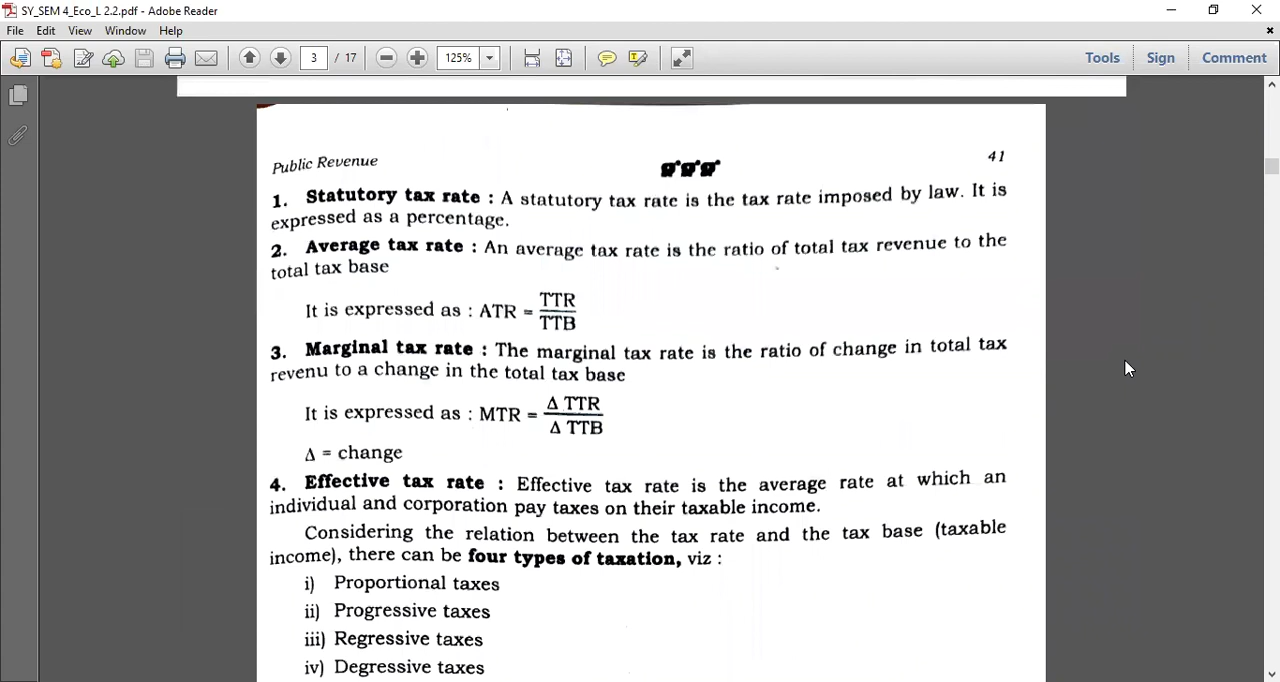 SY_SEM 4_Eco_L 2.2.pdf - Adobe Reader
File Edit View Window Help
3 / 17 125% Tools Sign Comment
Public Revenue 41
1. Statutory tax rate : A statutory tax rate is the tax rate imposed by law. It is
expressed as a percentage.
2. Average tax rate : An average tax rate is the ratio of total tax revenue to the
total tax base
It is expressed as : ATR = TTR
TTB
3. Marginal tax rate : The marginal tax rate is the ratio of change in total tax
revenu to a change in the total tax base
It is expressed as : MTR = Δ TTR
Δ TTB
Δ = change
4. Effective tax rate : Effective tax rate is the average rate at which an
individual and corporation pay taxes on their taxable income.
Considering the relation between the tax rate and the tax base (taxable
income), there can be four types of taxation, viz :
i) Proportional taxes
ii) Progressive taxes
iii) Regressive taxes
iv) Degressive taxes